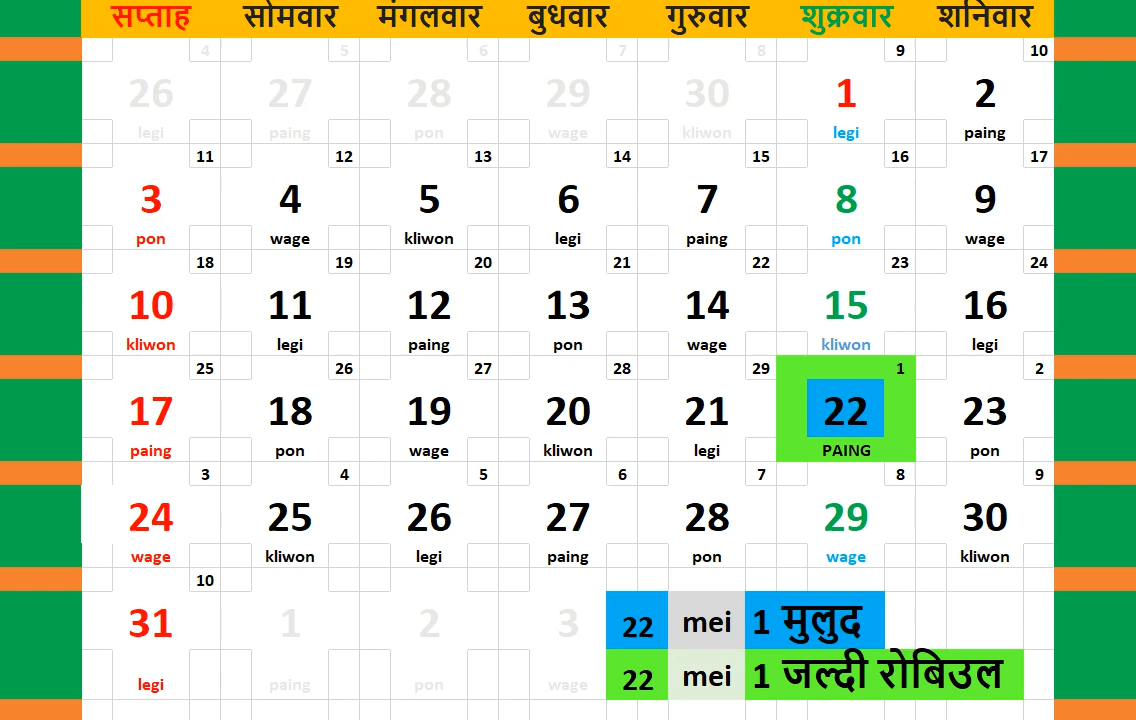 सप्ताह सोमवार मंगलवार बुधवार गुरुवार शुक्रवार शनिवार
4 5 6 7 8 9 10
26 27 28 29 30 1 2
legi paing pon wage kliwon legi paing
11 12 13 14 15 16 17
3 4 5 6 7 8 9
pon wage kliwon legi paing pon wage
18 19 20 21 22 23 24
10 11 12 13 14 15 16
kliwon legi paing pon wage kliwon legi
25 26 27 28 29 1 2
17 18 19 20 21 22 23
paing pon wage kliwon legi PAING pon
3 4 5 6 7 8 9
24 25 26 27 28 29 30
wage kliwon legi paing pon wage kliwon
10
31 1 2 3 22 mei 1 मुलुद
22 mei 1 जल्दी रोबिउल
legi paing pon wage